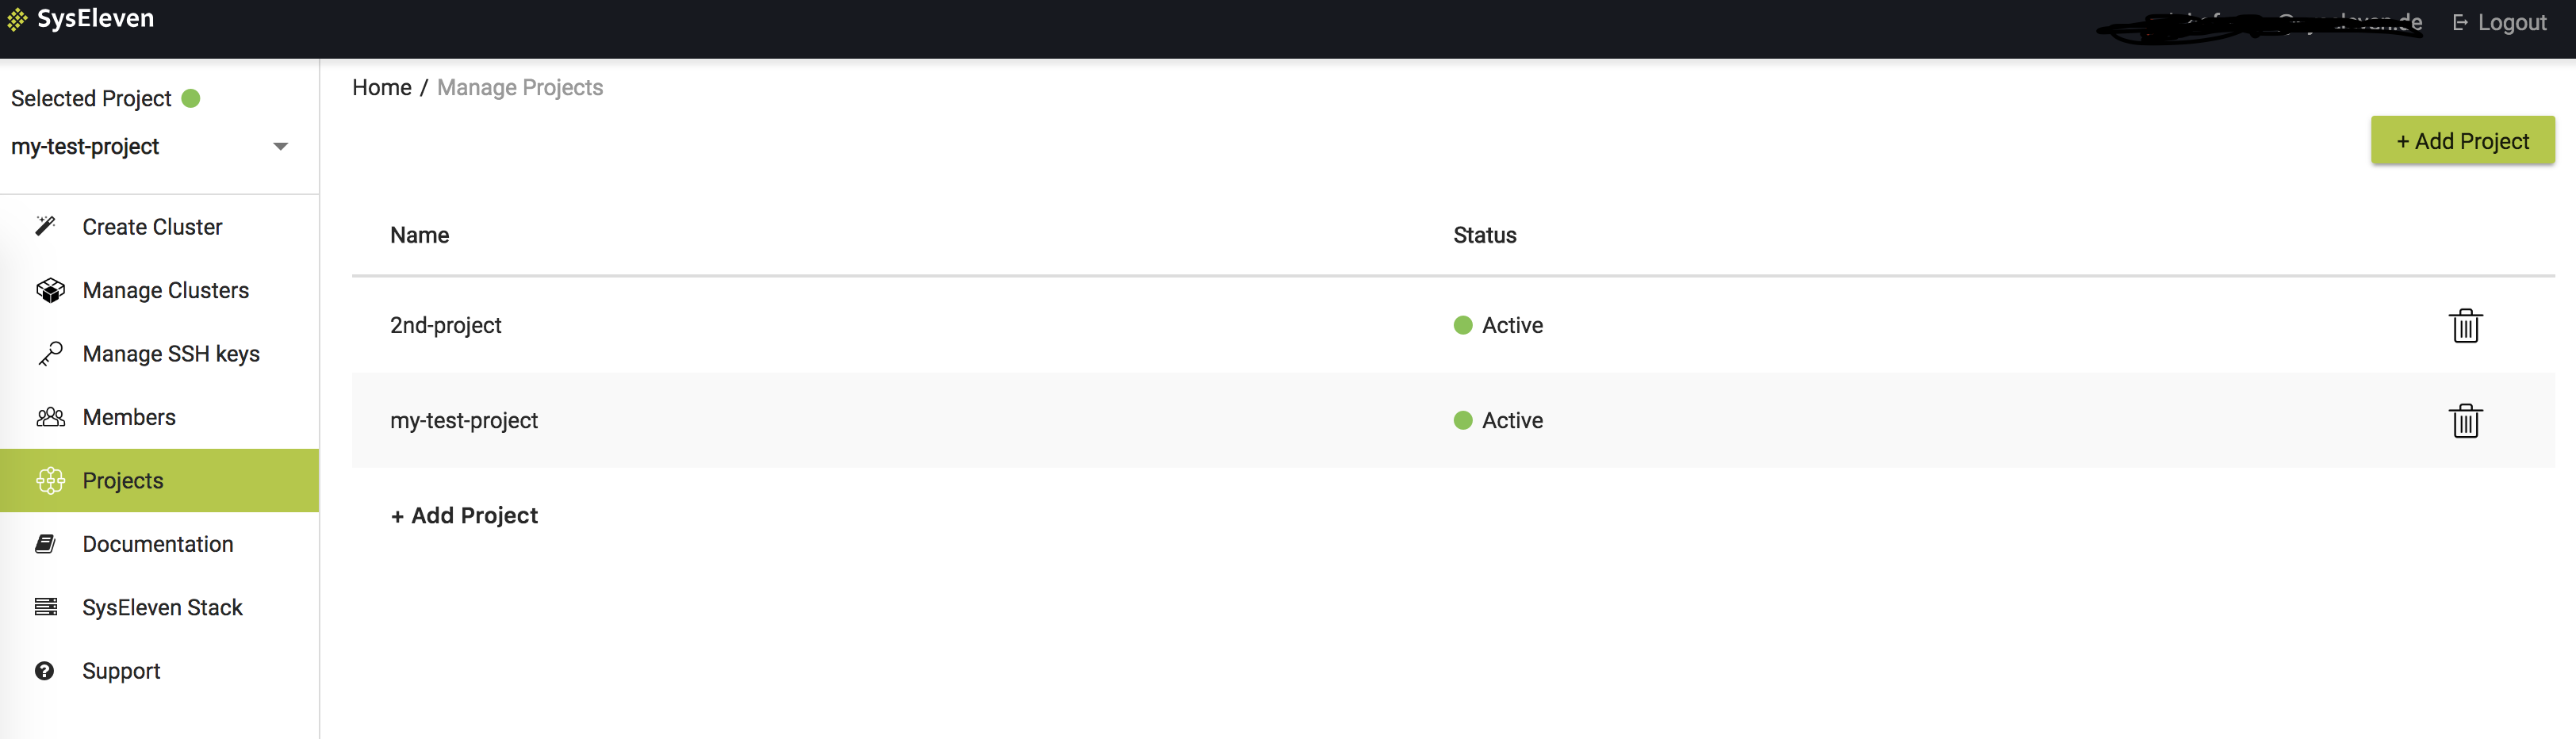 SysEleven
Logout
Selected Project
my-test-project
Create Cluster
Manage Clusters
Manage SSH keys
Members
Projects
Documentation
SysEleven Stack
Support
Home / Manage Projects
+ Add Project
Name Status
2nd-project Active
my-test-project Active
+ Add Project